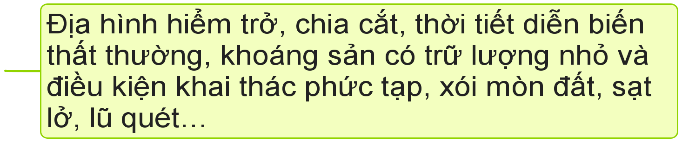 Địa hình hiểm trở, chia cắt, thời tiết diễn biến
thất thường, khoáng sản có trữ lượng nhỏ và
điều kiện khai thác phức tạp, xói mòn đất, sạt
lở, lũ quét...